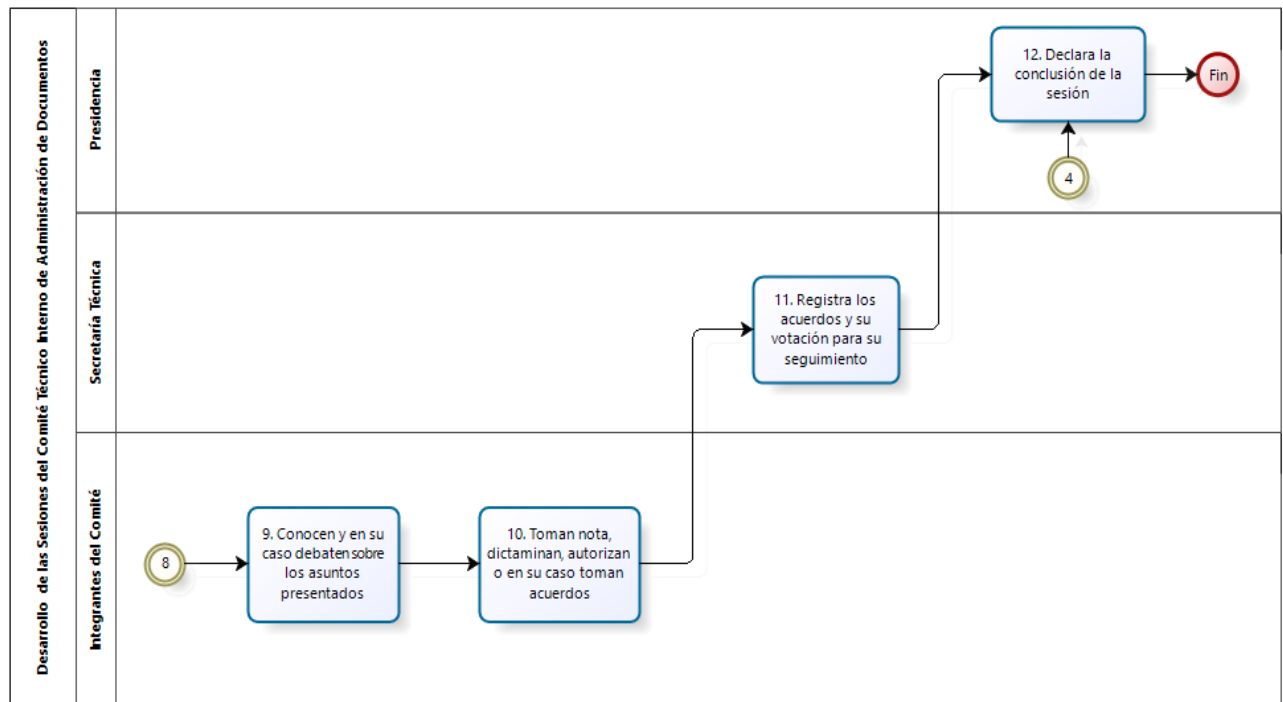 Desarrollo de las Sesiones del Comité Técnico Interno de Administración de Documentos
Presidencia
12. Declara la
conclusión de la
sesión
Fin
4
Secretaría Técnica
11. Registra los
acuerdos y su
votación para su
seguimiento
Integrantes del Comité
8
9. Conocen y en su
caso debaten sobre
los asuntos
presentados
10. Toman nota,
dictaminan, autorizan
o en su caso toman
acuerdos